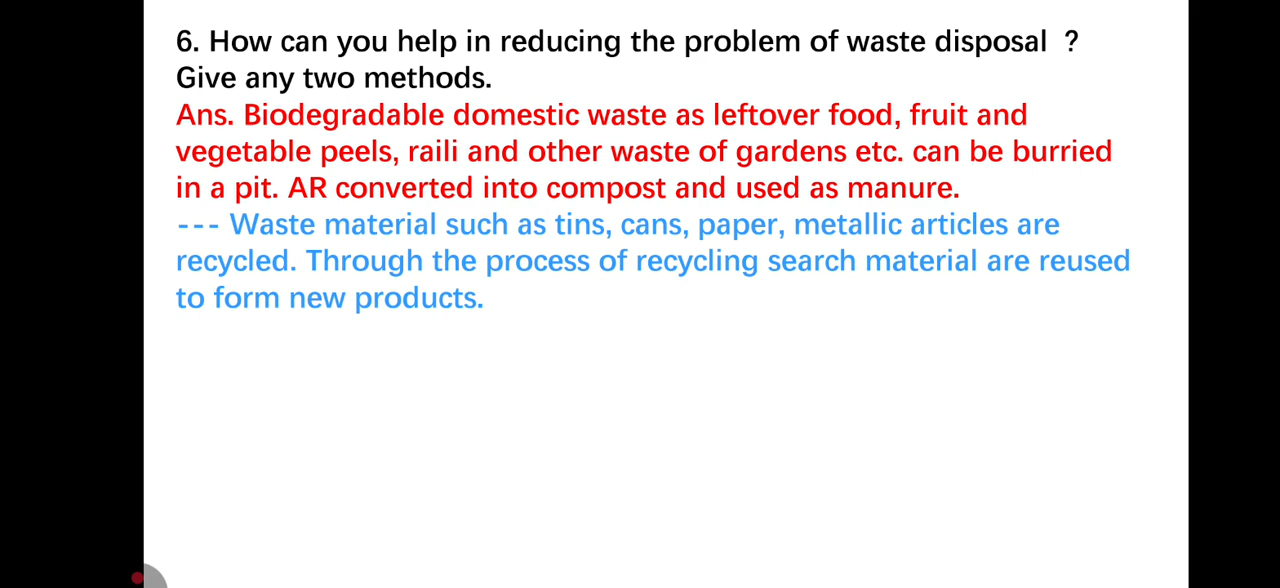 6. How can you help in reducing the problem of waste disposal ?
Give any two methods.
Ans. Biodegradable domestic waste as leftover food, fruit and
vegetable peels, raili and other waste of gardens etc. can be burried
in a pit. AR converted into compost and used as manure.
--- Waste material such as tins, cans, paper, metallic articles are
recycled. Through the process of recycling search material are reused
to form new products.